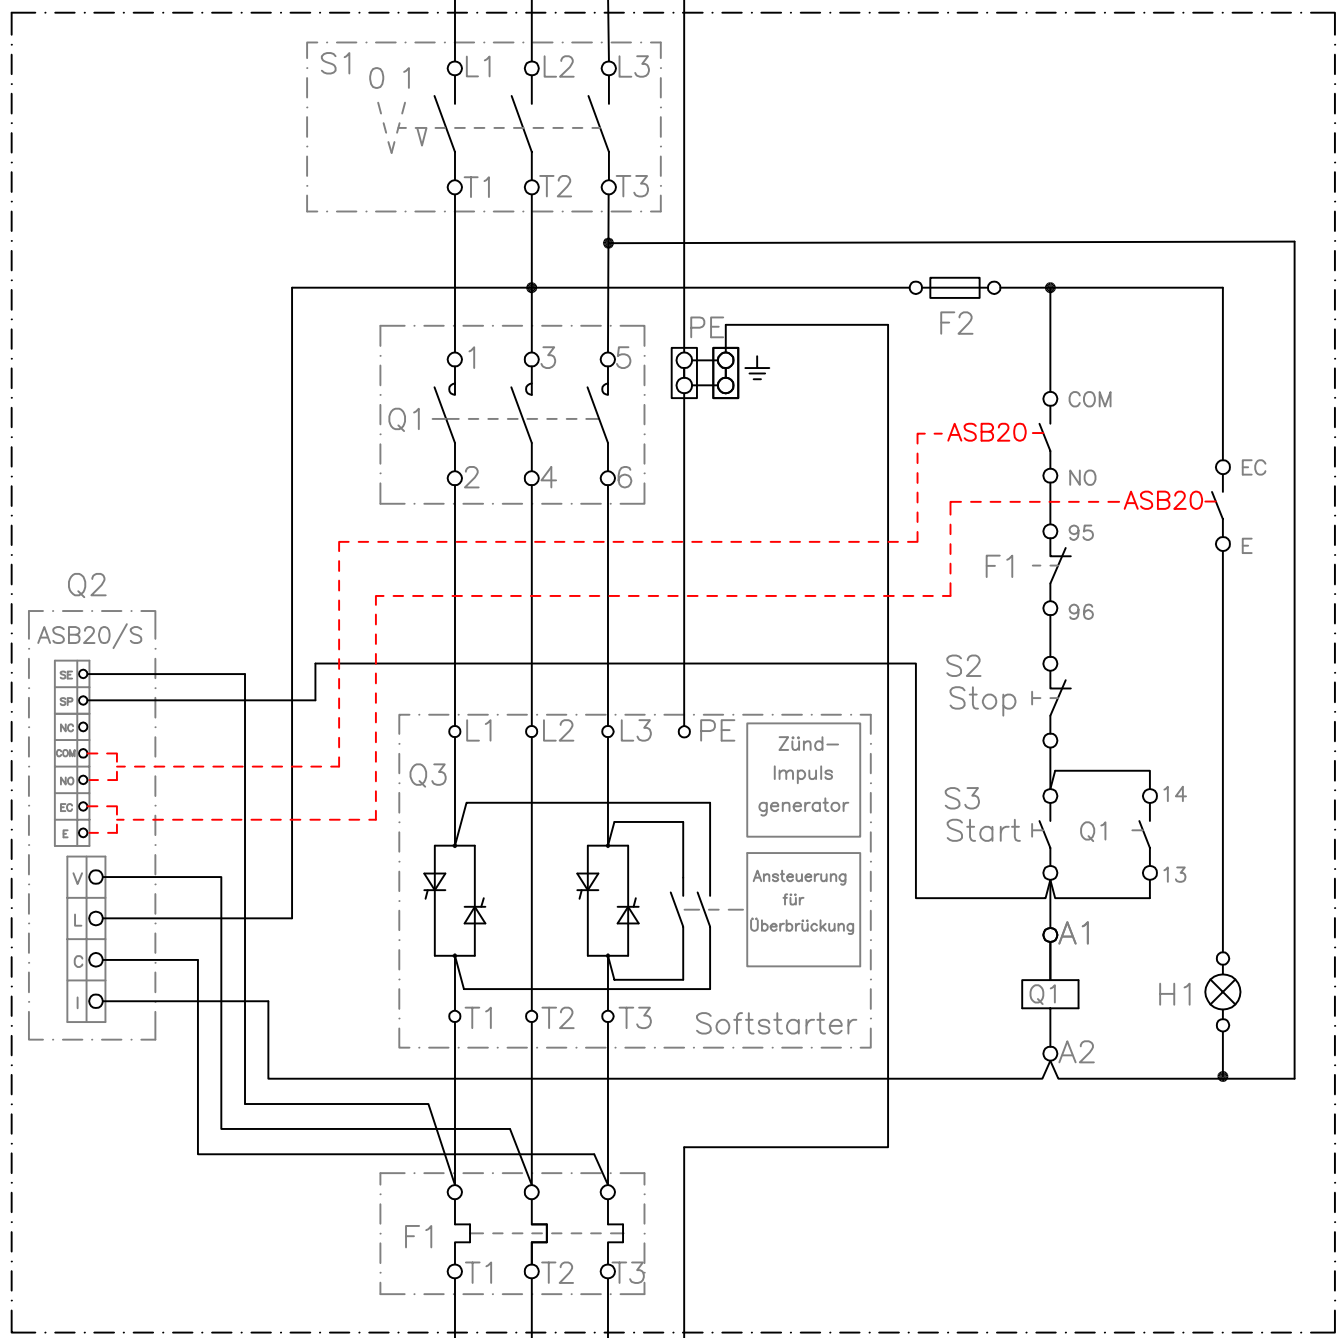 S1
0 1
L1 L2 L3
T1 T2 T3
F2
PE
1 3 5
Q1
2 4 6
COM
ASB20
NO
EC
ASB20
95
E
F1
96
Q2
ASB20/S
SE
SP
NC
COM
NO
EC
E
V
L
C
I
S2
Stop
L1 L2 L3 PE
Q3
Zünd-
Impuls
generator
S3
Start
Q1
14
13
Ansteuerung
für
Überbrückung
A1
Q1
H1
A2
T1 T2 T3
Softstarter
F1
T1 T2 T3